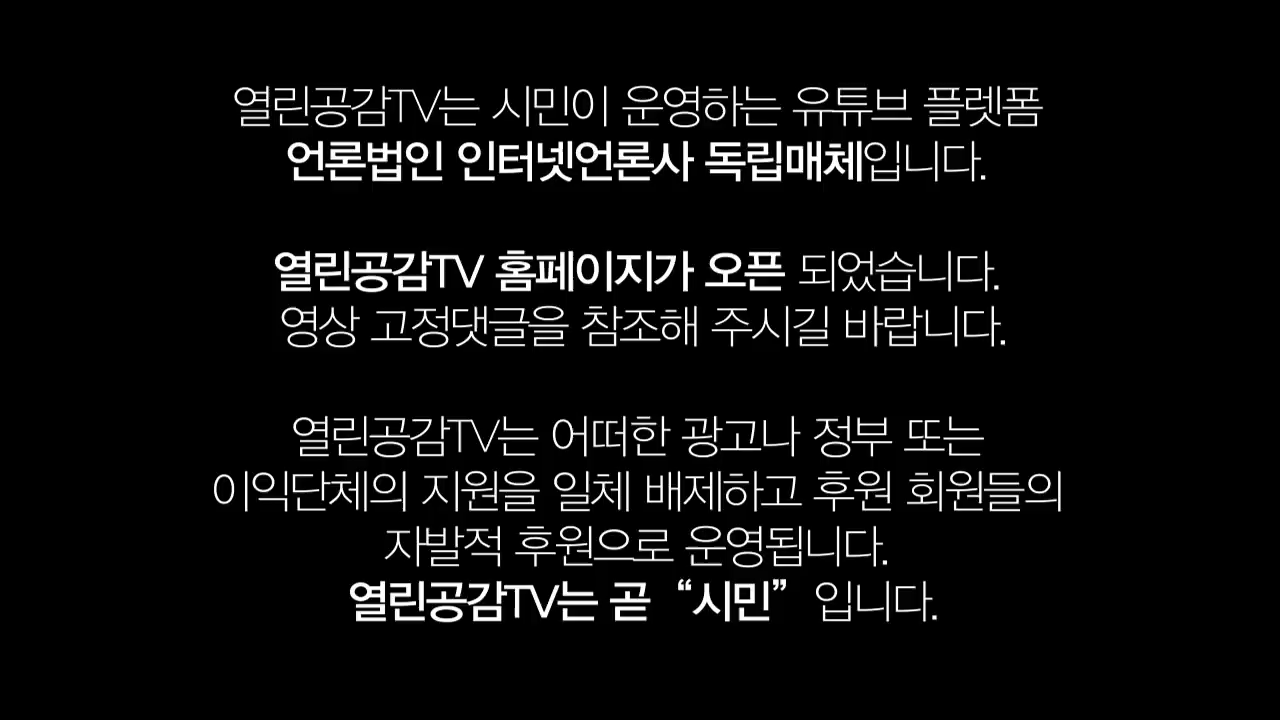 열린공감TV는 시민이 운영하는 유튜브 플렛폼
언론법인 인터넷언론사 독립매체입니다.
열린공감TV 홈페이지가 오픈 되었습니다.
영상 고정댓글을 참조해 주시길 바랍니다.
열린공감TV는 어떠한 광고나 정부 또는
이익단체의 지원을 일체 배제하고 후원 회원들의
자발적 후원으로 운영됩니다.
열린공감TV는 곧 “시민” 입니다.